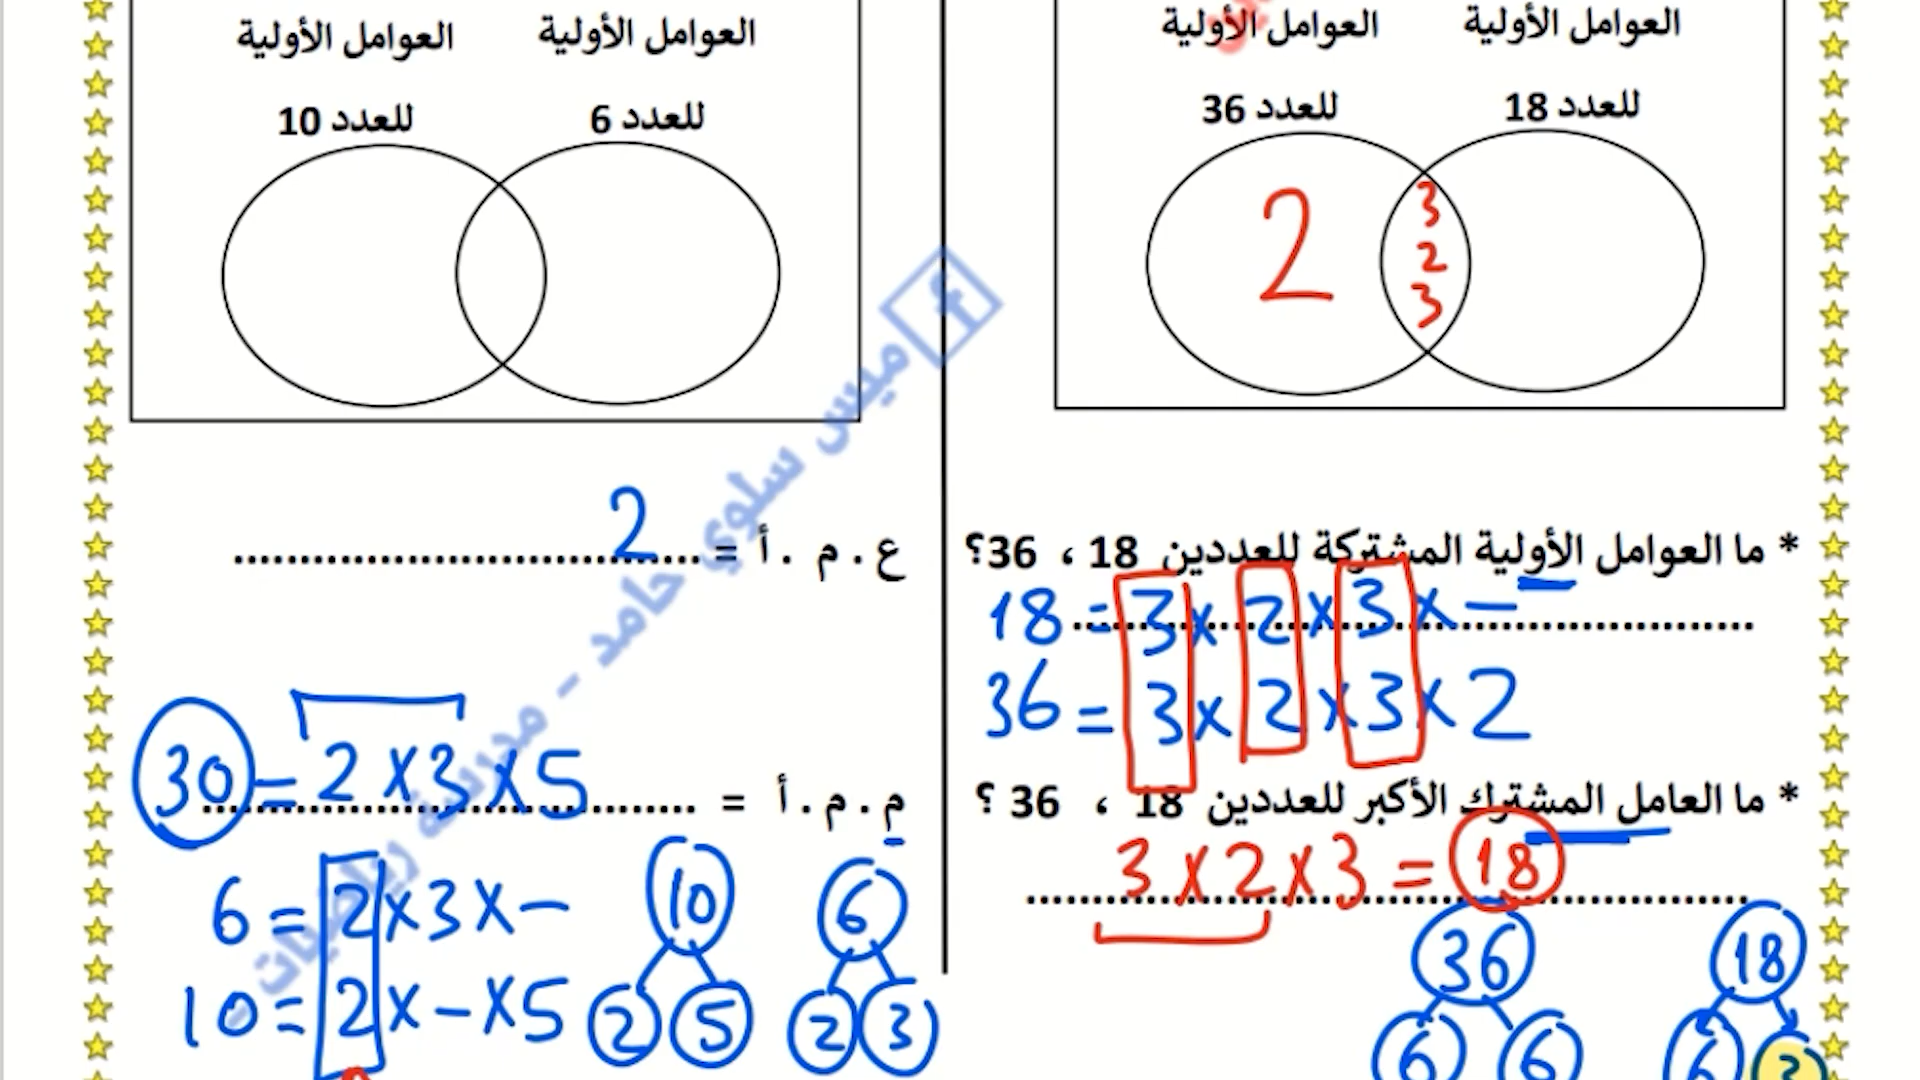 العوامل الأولية العوامل الأولية
للعدد 18 للعدد 36
2
3
2
3
* ما العوامل الأولية المشتركة للعددين 18 ، 36؟
18 = 3 x 2 x 3 x —
36 = 3 x 2 x 3 x 2
* ما العامل المشترك الأكبر للعددين 18 ، 36 ؟
3 x 2 x 3 = 18
36 18
6 6 6 3
العوامل الأولية العوامل الأولية
للعدد 6 للعدد 10
ع . م . أ = 2
م . م . أ =
30 = 2 x 3 x 5
6 = 2 x 3 x —
10 = 2 x — x 5
10 6
2 5 2 3
ميس سلوي حامد - مدرسة رياضيات -